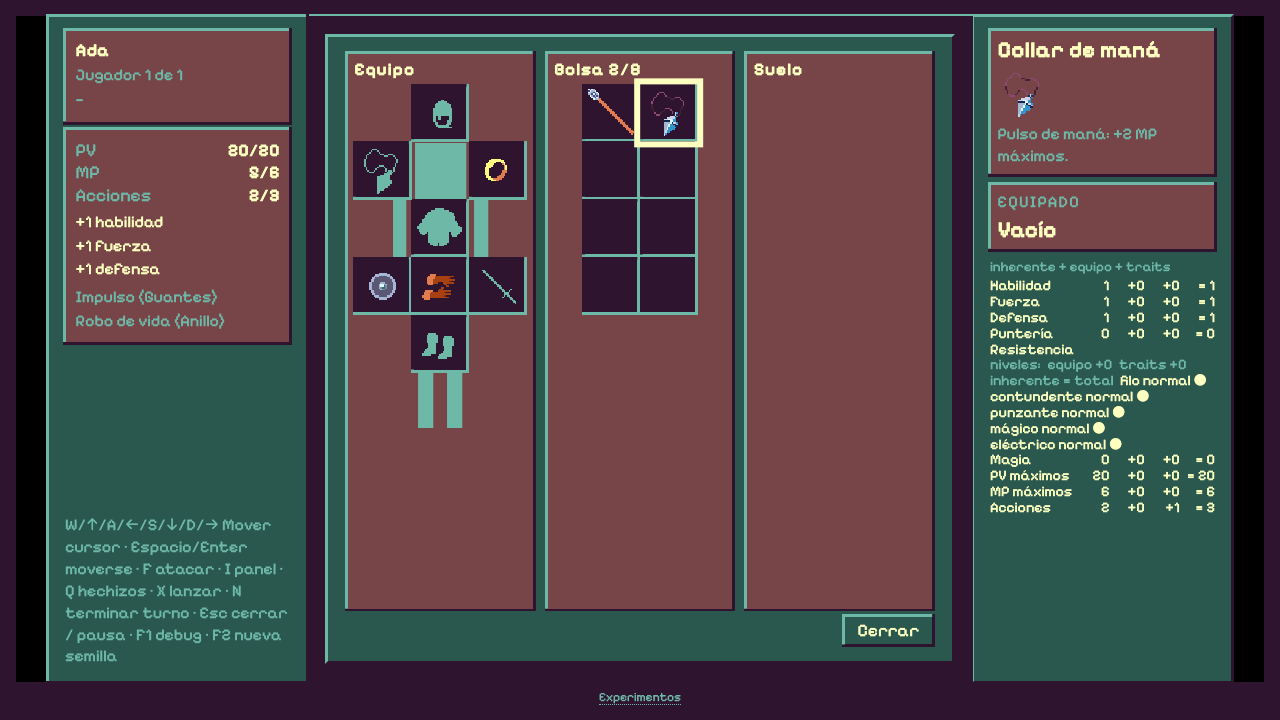 Ada
Jugador 1 de 1
–
PV 20/20
MP 2/6
Acciones 2/3
+1 habilidad
+1 fuerza
+1 defensa
Impulso (Guantes)
Robo de vida (Anillo)
W/↑/A/←/S/↓/D/→ Mover
cursor · Espacio/Enter
moverse · F atacar · I panel ·
Q hechizos · X lanzar · N
terminar turno · Esc cerrar
/ pausa · F1 debug · F2 nueva
semilla
Equipo
Bolsa 2/8
Suelo
Cerrar
Collar de maná
Pulso de maná: +2 MP
máximos.
EQUIPADO
Vacío
inherente + equipo + traits
Habilidad 1 +0 +0 = 1
Fuerza 1 +0 +0 = 1
Defensa 1 +0 +0 = 1
Puntería 0 +0 +0 = 0
Resistencia
niveles: equipo +0 traits +0
inherente = total filo normal
contundente normal
punzante normal
mágico normal
eléctrico normal
Magia 0 +0 +0 = 0
PV máximos 20 +0 +0 = 20
MP máximos 6 +0 +0 = 6
Acciones 2 +0 +1 = 3
Experimentos